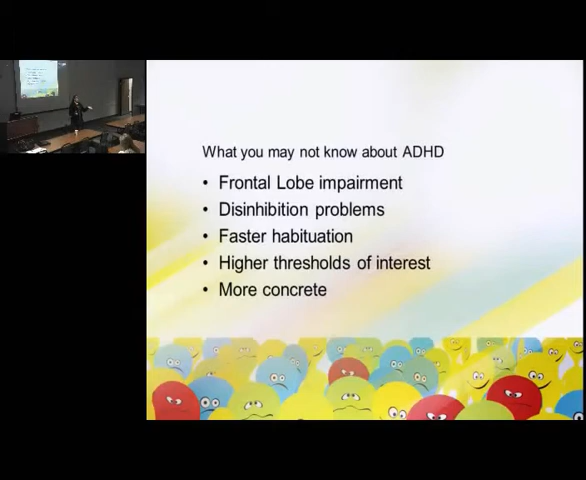 What you may not know about ADHD
• Frontal Lobe impairment
• Disinhibition problems
• Faster habituation
• Higher thresholds of interest
• More concrete